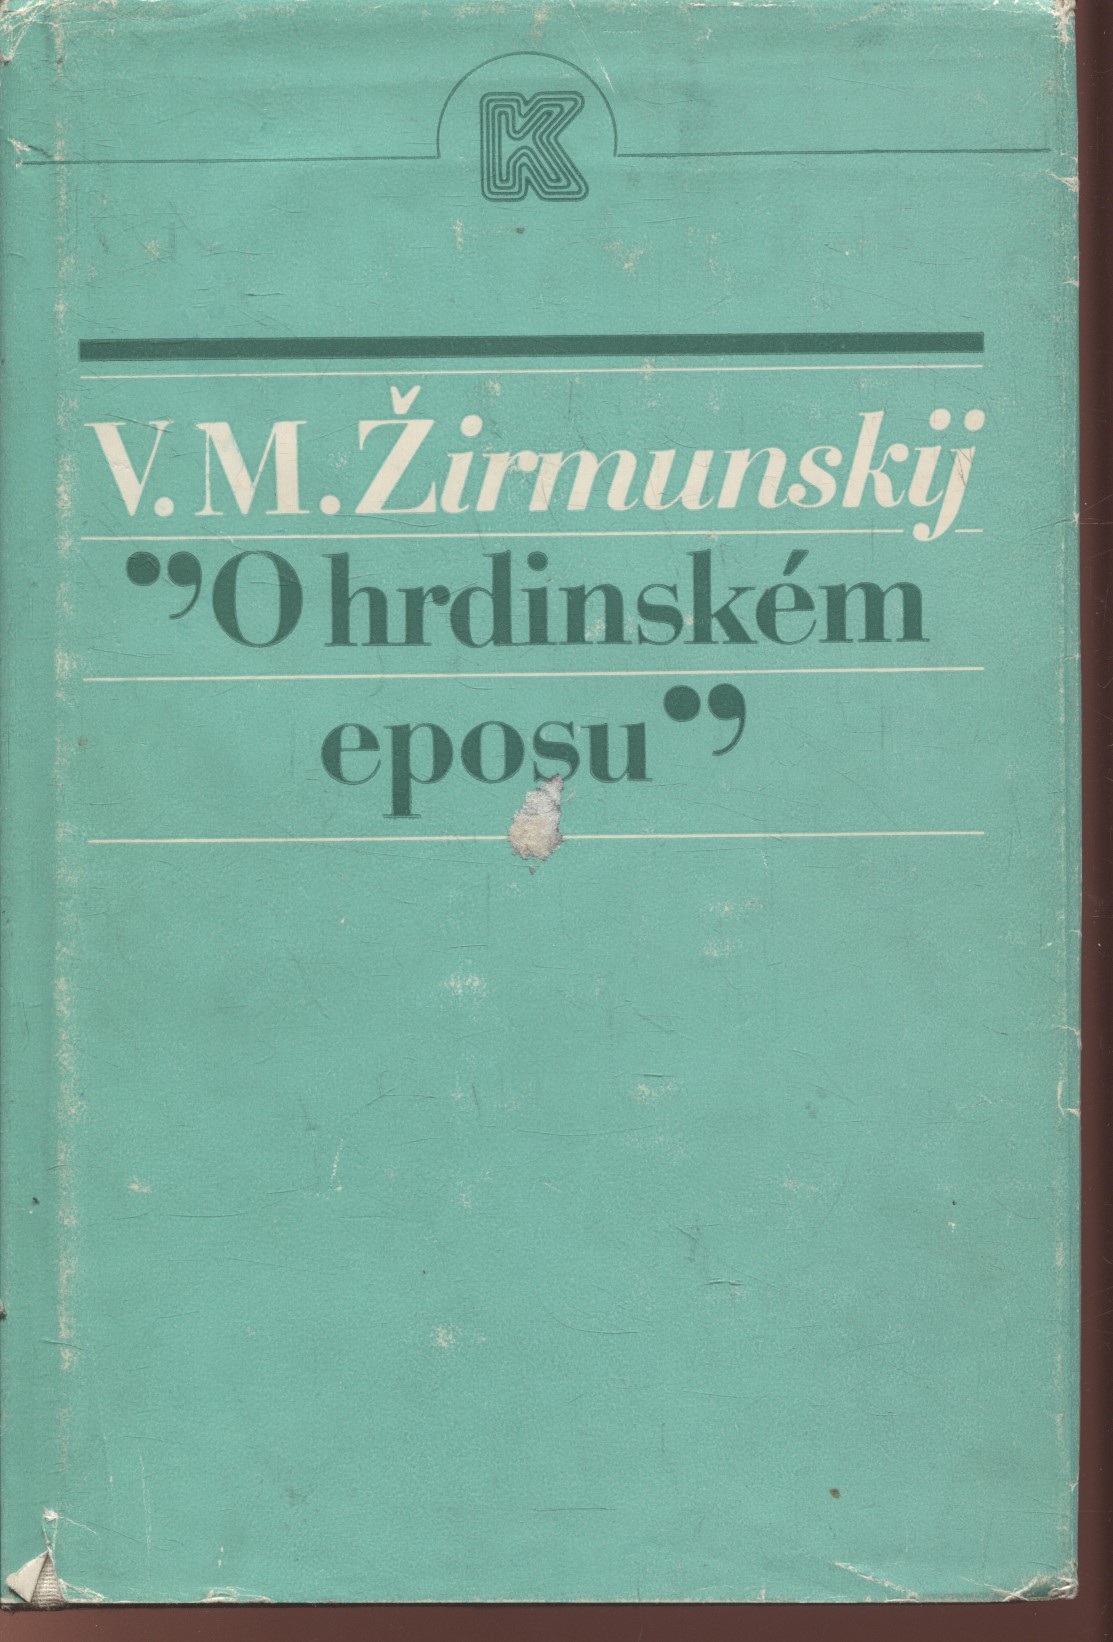 K
V. M. Žirmunskij
”O hrdinském
eposu”